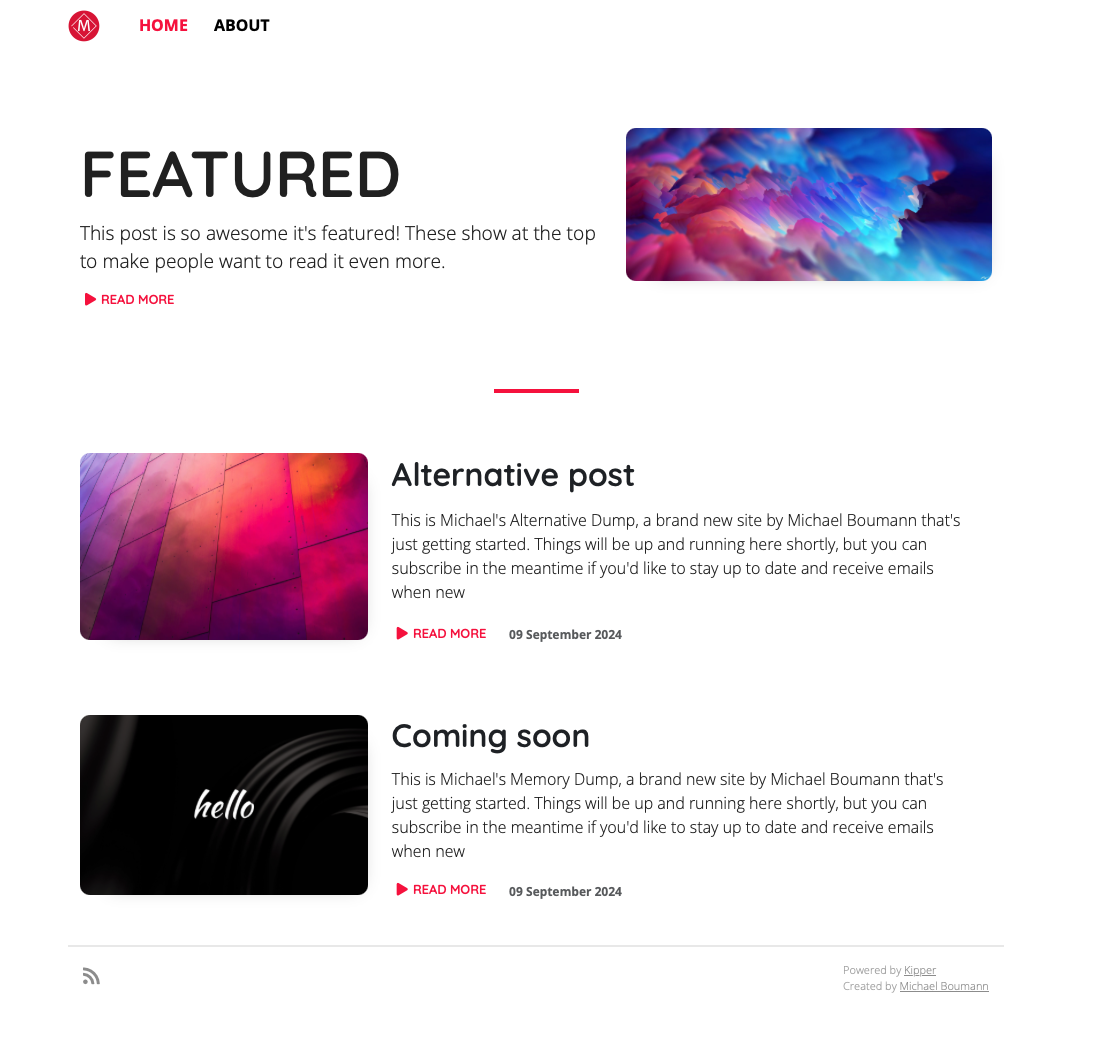 M
HOME ABOUT
FEATURED
This post is so awesome it's featured! These show at the top
to make people want to read it even more.
READ MORE
Alternative post
This is Michael's Alternative Dump, a brand new site by Michael Boumann that's
just getting started. Things will be up and running here shortly, but you can
subscribe in the meantime if you'd like to stay up to date and receive emails
when new
READ MORE 09 September 2024
hello
Coming soon
This is Michael's Memory Dump, a brand new site by Michael Boumann that's
just getting started. Things will be up and running here shortly, but you can
subscribe in the meantime if you'd like to stay up to date and receive emails
when new
READ MORE 09 September 2024
Powered by Kipper
Created by Michael Boumann